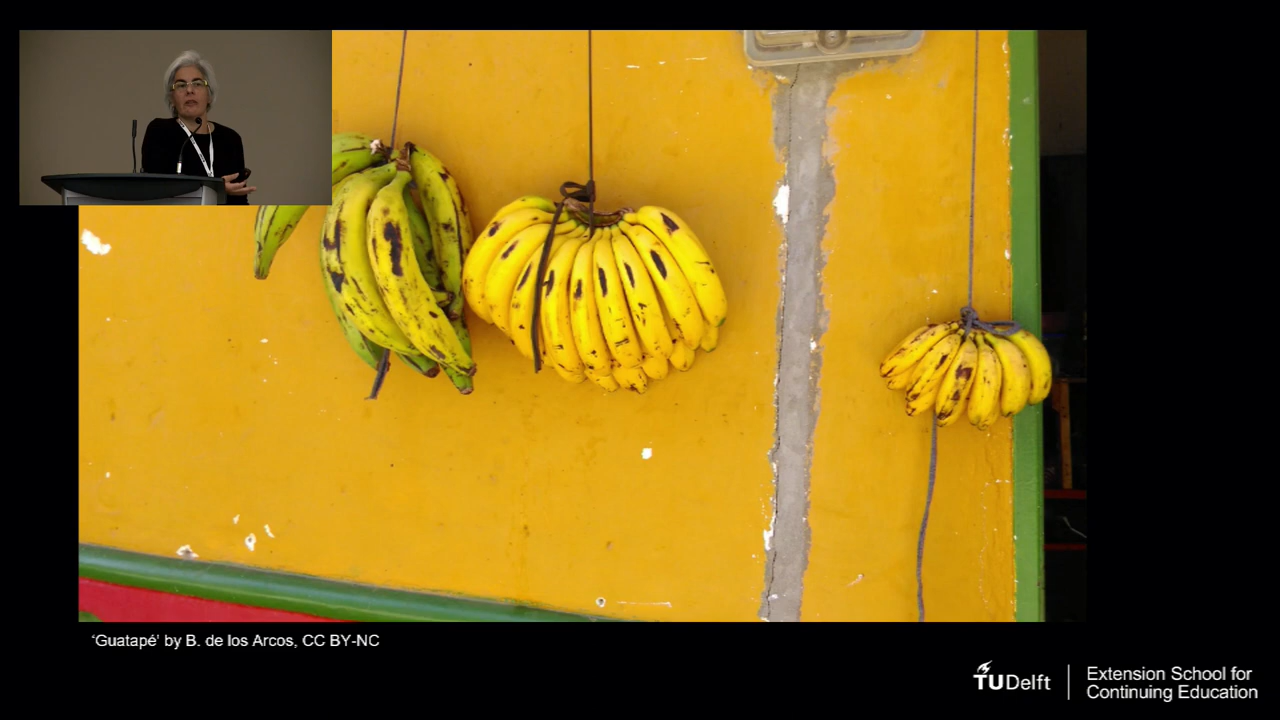 ‘Guatapé’ by B. de los Arcos, CC BY-NC
TUDelft
Extension School for
Continuing Education